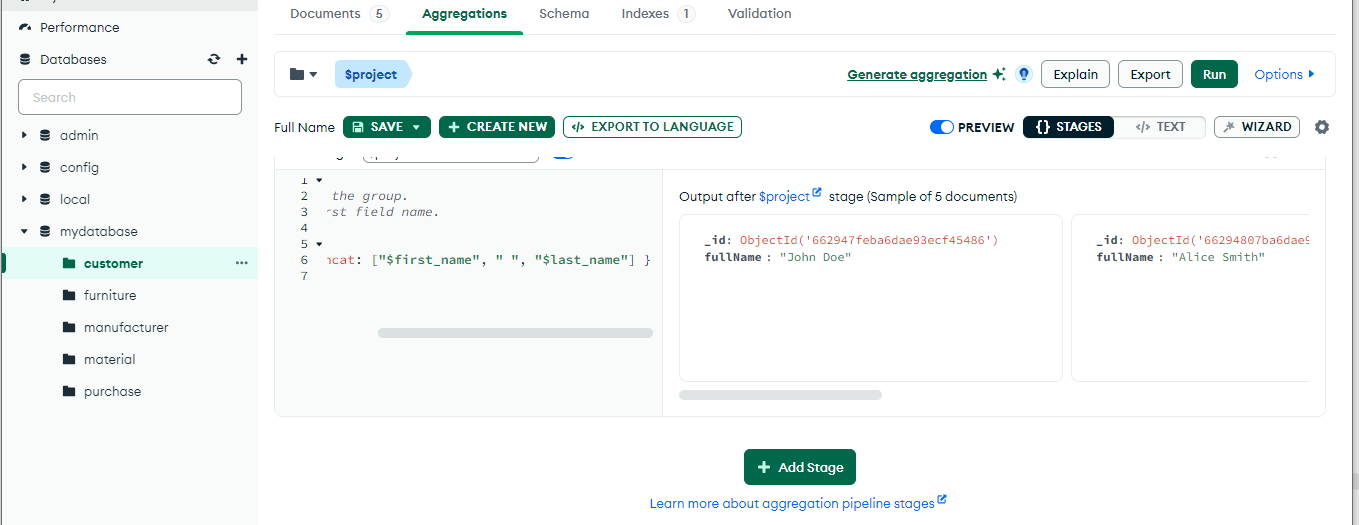 Performance
Databases
Search
admin
config
local
mydatabase
customer
furniture
manufacturer
material
purchase
Documents 5 Aggregations Schema Indexes 1 Validation
$project
Generate aggregation Explain Export Run Options
Full Name SAVE CREATE NEW EXPORT TO LANGUAGE PREVIEW {} STAGES </> TEXT WIZARD
1
2 the group.
3 rst field name.
4
5
6 ncat: ["$first_name", " ", "$last_name"] }
7
Output after $project stage (Sample of 5 documents)
_id: ObjectId('662947feba6dae93ecf45486')
fullName : "John Doe"
_id: ObjectId('66294807ba6dae9
fullName : "Alice Smith"
+ Add Stage
Learn more about aggregation pipeline stages